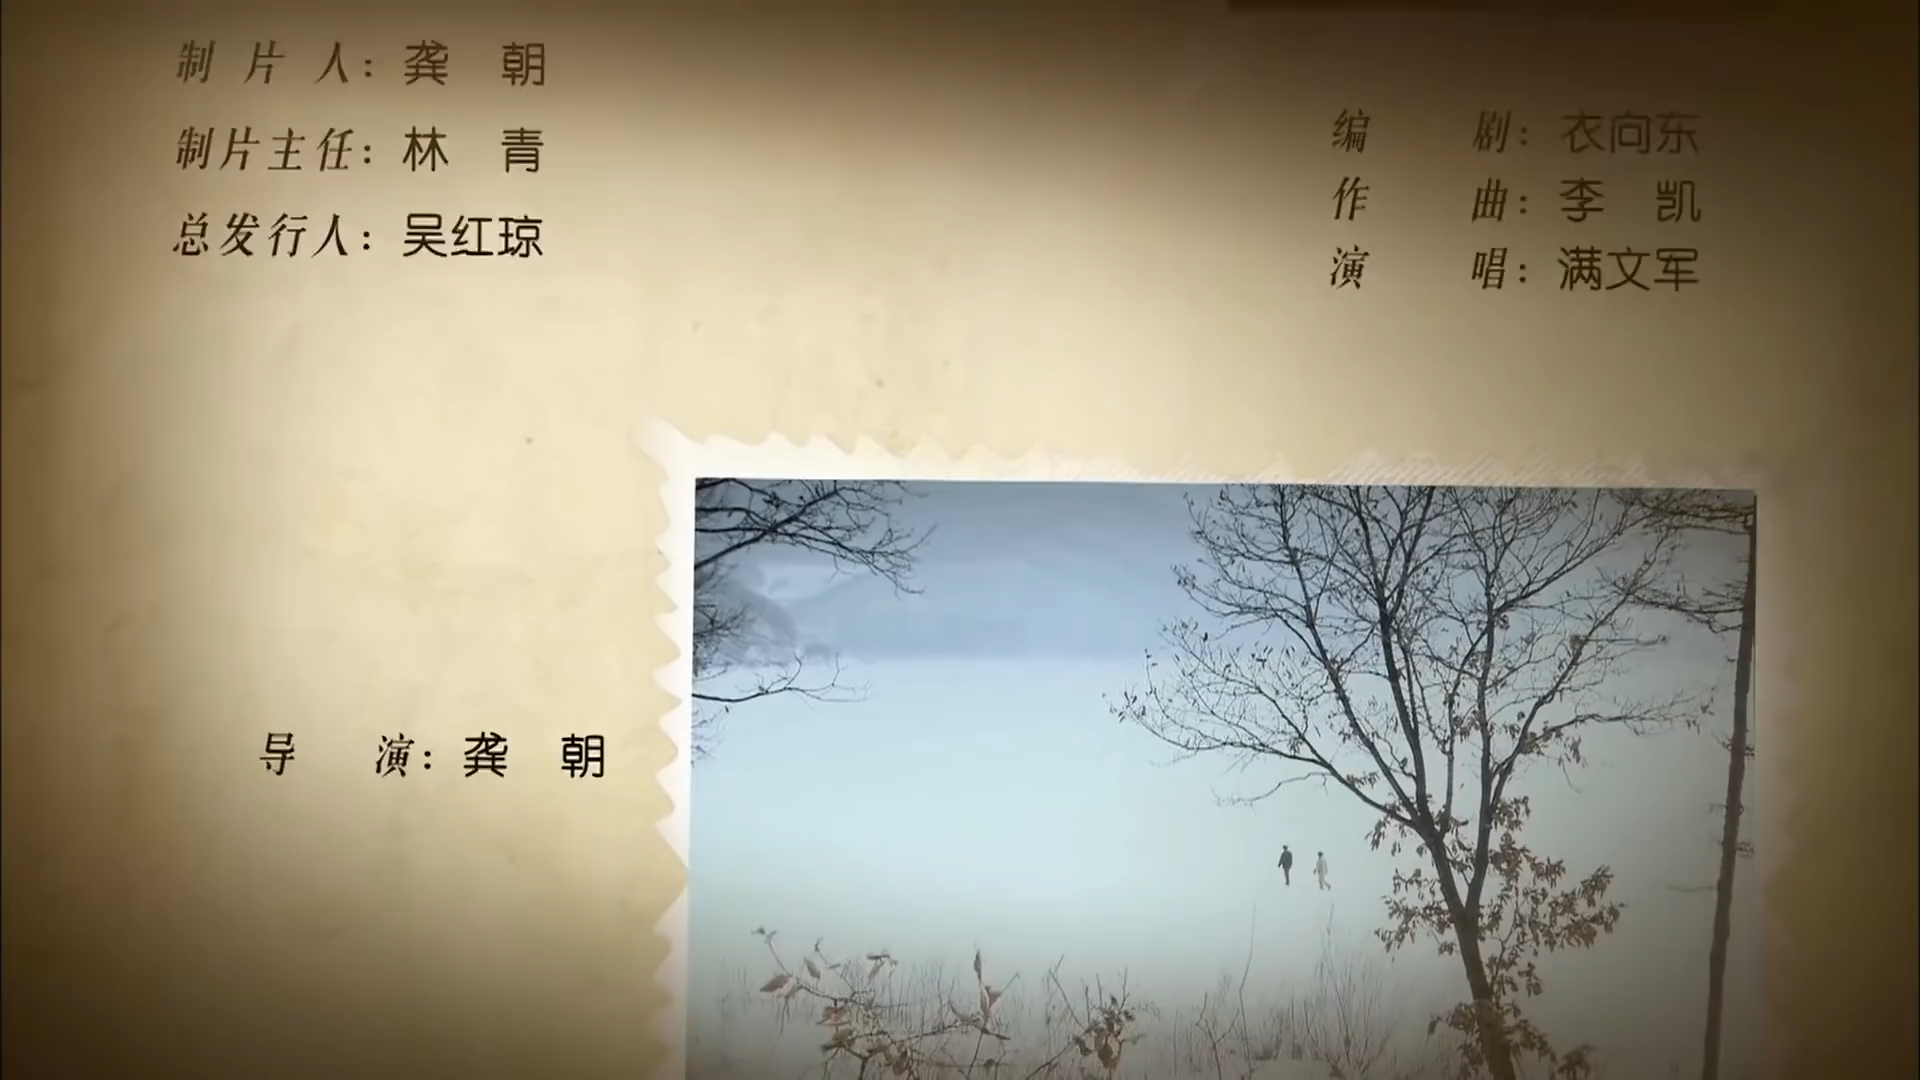 制片人：龚朝
制片主任：林青
总发行人：吴红琼
编剧：衣向东
作曲：李凯
演唱：满文军
导演：龚朝